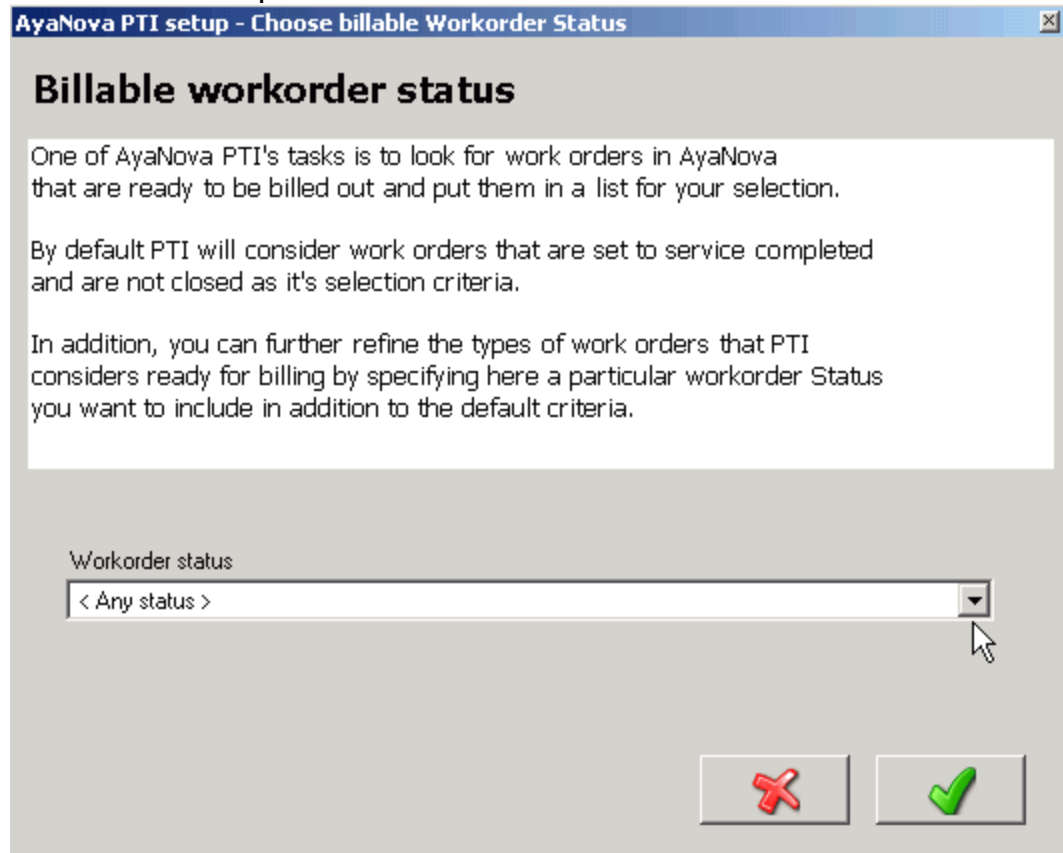 AyaNova PTI setup - Choose billable Workorder Status
Billable workorder status
One of AyaNova PTI's tasks is to look for work orders in AyaNova
that are ready to be billed out and put them in a list for your selection.
By default PTI will consider work orders that are set to service completed
and are not closed as it's selection criteria.
In addition, you can further refine the types of work orders that PTI
considers ready for billing by specifying here a particular workorder Status
you want to include in addition to the default criteria.
Workorder status
< Any status >